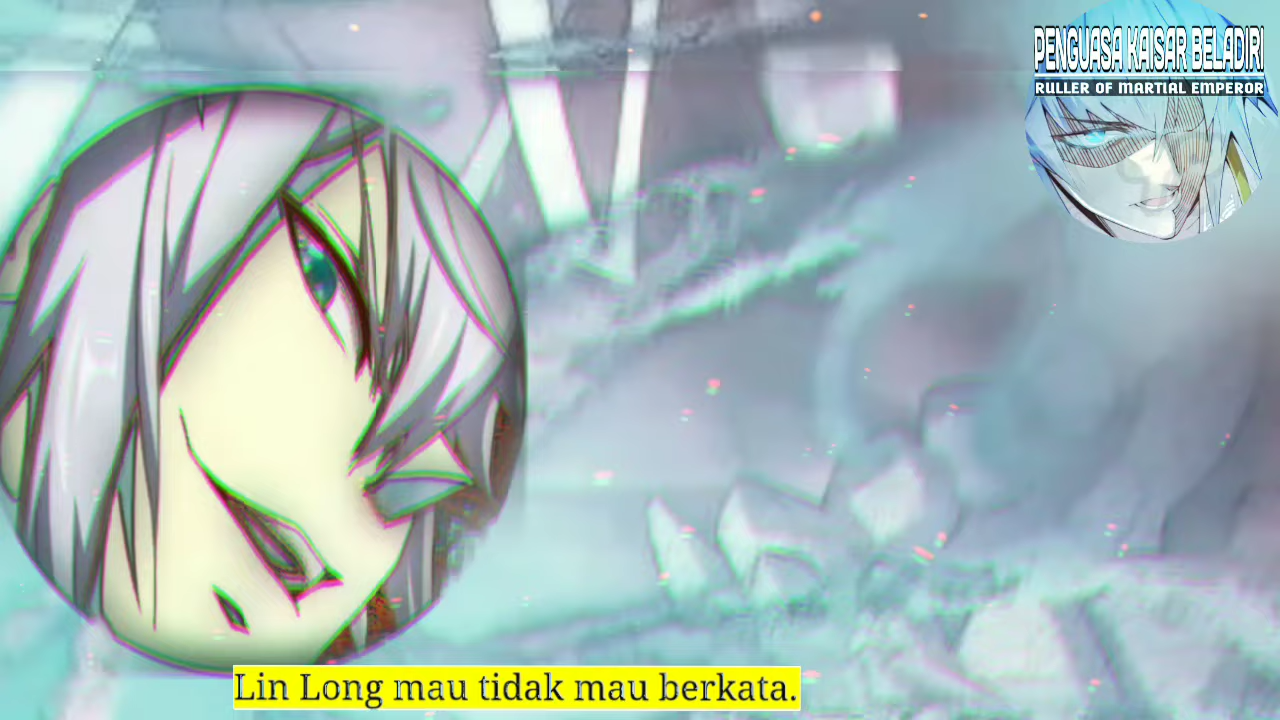 PENGUASA KAISAR BELADIRI
RULLER OF MARTIAL EMPEROR
Lin Long mau tidak mau berkata.